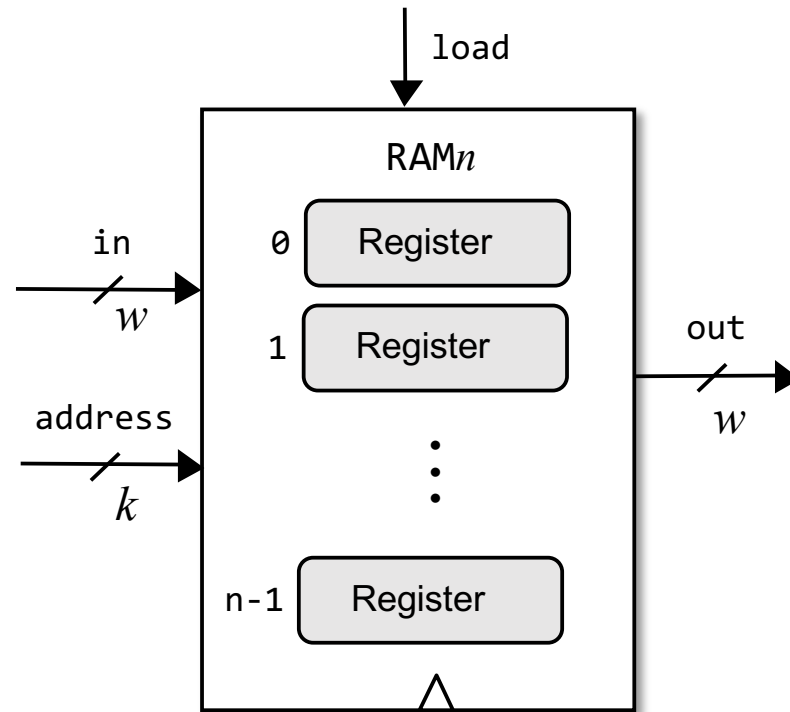 load
RAMn
in
0 Register
w
1 Register
out
address
w
k
n-1 Register